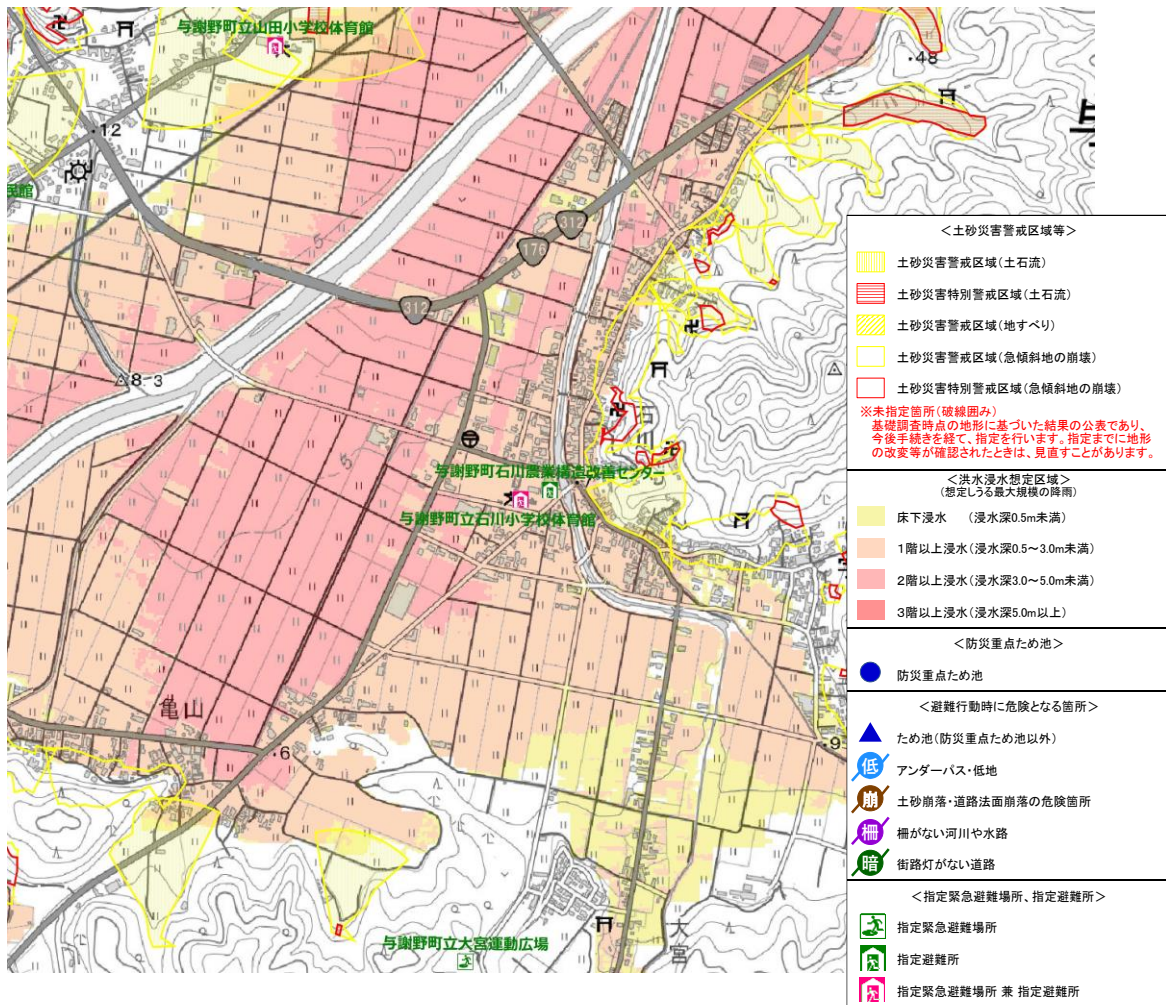 与謝野町立山田小学校体育館
48
12
民館
312
176
312
8
3
石川
与謝野町石川農業構造改善センター
与謝野町立石川小学校体育館
亀山
6
9
大宮
与謝野町立大宮運動広場
＜土砂災害警戒区域等＞
土砂災害警戒区域(土石流)
土砂災害特別警戒区域(土石流)
土砂災害警戒区域(地すべり)
土砂災害警戒区域(急傾斜地の崩壊)
土砂災害特別警戒区域(急傾斜地の崩壊)
※未指定箇所(破線囲み)
基礎調査時点の地形に基づいた結果の公表であり、
今後手続きを経て、指定を行います。指定までに地形
の改変等が確認されたときは、見直すことがあります。
＜洪水浸水想定区域＞
(想定しうる最大規模の降雨)
床下浸水 (浸水深0.5m未満)
1階以上浸水(浸水深0.5～3.0m未満)
2階以上浸水(浸水深3.0～5.0m未満)
3階以上浸水(浸水深5.0m以上)
＜防災重点ため池＞
防災重点ため池
＜避難行動時に危険となる箇所＞
ため池(防災重点ため池以外)
低 アンダーパス・低地
崩 土砂崩落・道路法面崩落の危険箇所
柵 柵がない河川や水路
暗 街路灯がない道路
＜指定緊急避難場所、指定避難所＞
指定緊急避難場所
指定避難所
指定緊急避難場所 兼 指定避難所